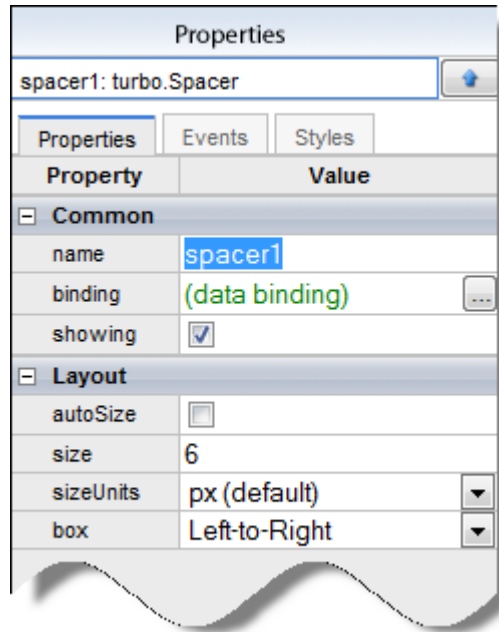 Properties
spacer1: turbo.Spacer
Properties Events Styles
Property Value
Common
name spacer1
binding (data binding) ...
showing
Layout
autoSize
size 6
sizeUnits px (default)
box Left-to-Right